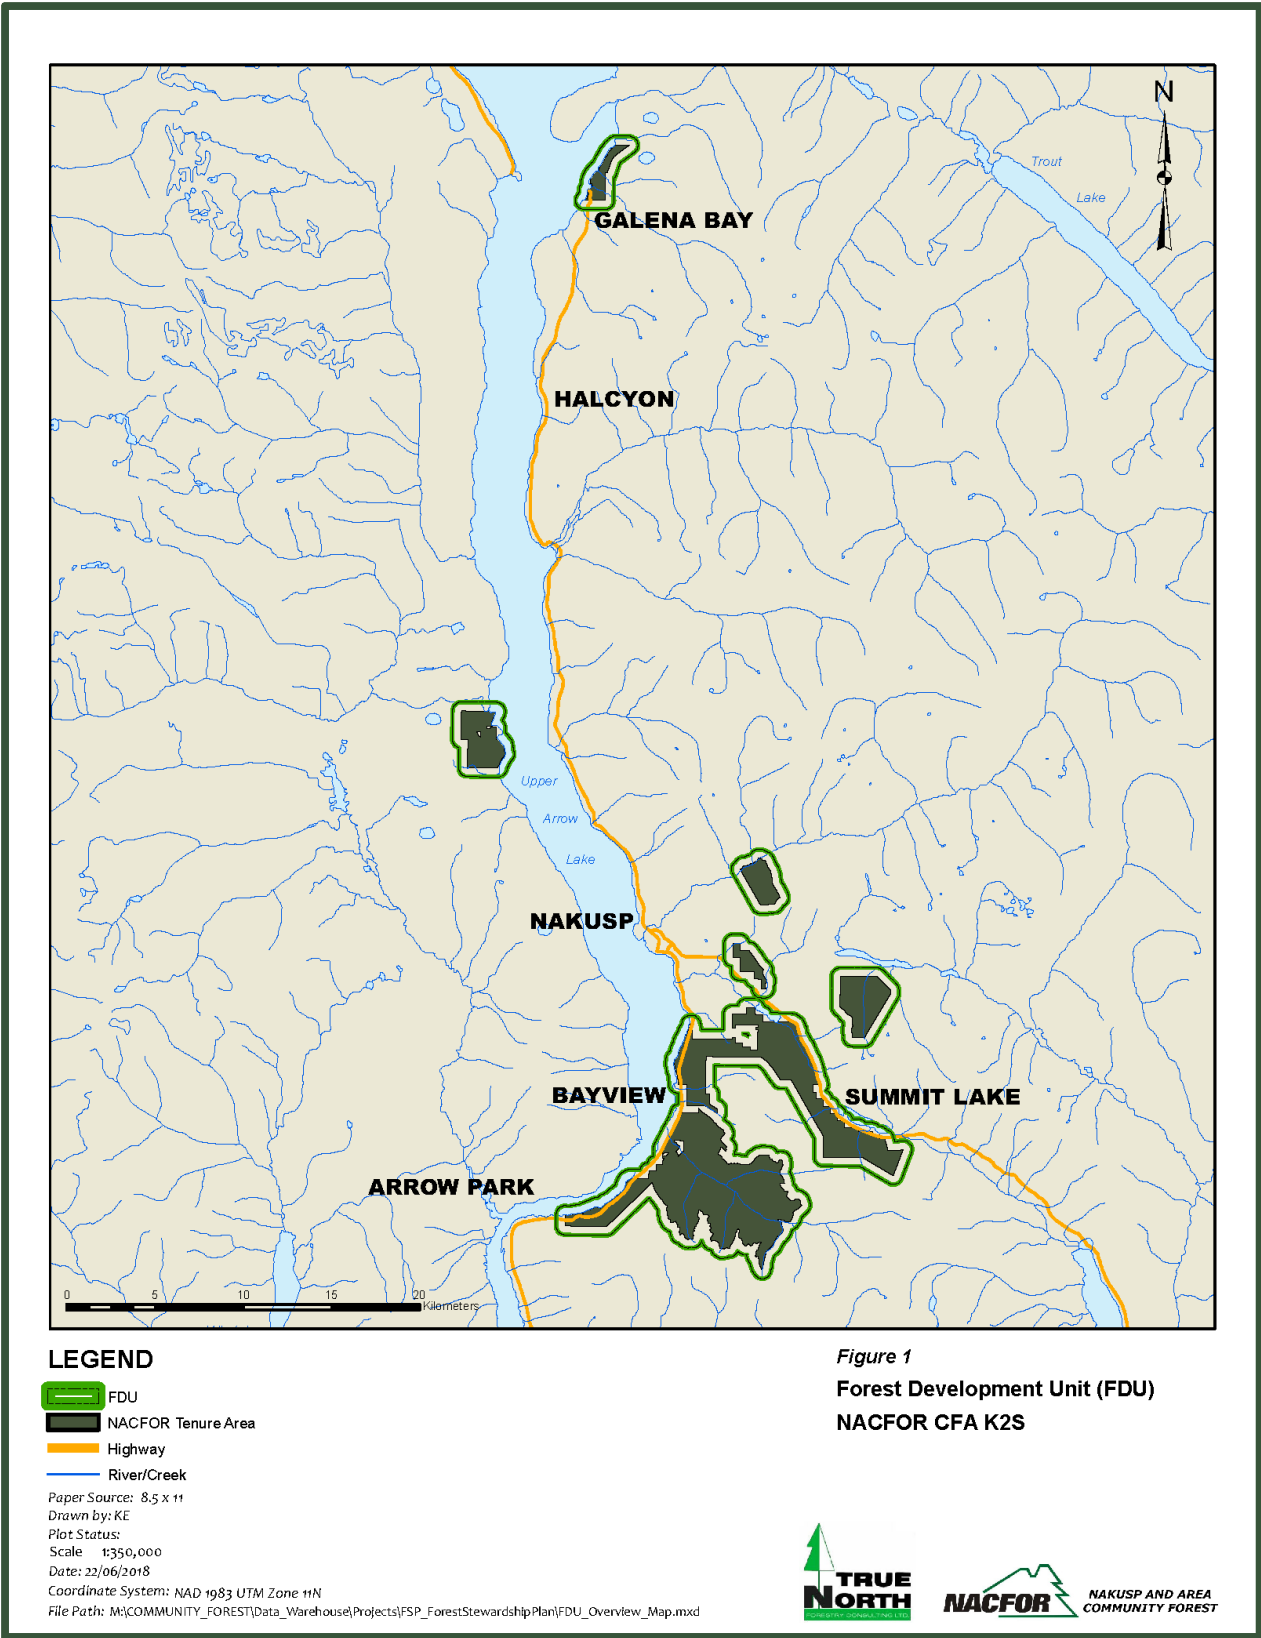 N
Trout
Lake
GALENA BAY
HALCYON
Upper
Arrow
Lake
NAKUSP
BAYVIEW
SUMMIT LAKE
ARROW PARK
0 5 10 15 20
Kilometers
LEGEND
FDU
NACFOR Tenure Area
Highway
River/Creek
Paper Source: 8.5 x 11
Drawn by: KE
Plot Status:
Scale 1:350,000
Date: 22/06/2018
Coordinate System: NAD 1983 UTM Zone 11N
File Path: M:\COMMUNITY_FOREST\Data_Warehouse\Projects\FSP_ForestStewardshipPlan\FDU_Overview_Map.mxd
Figure 1
Forest Development Unit (FDU)
NACFOR CFA K2S
TRUE
NORTH
FORESTRY CONSULTING LTD.
NACFOR
NAKUSP AND AREA
COMMUNITY FOREST